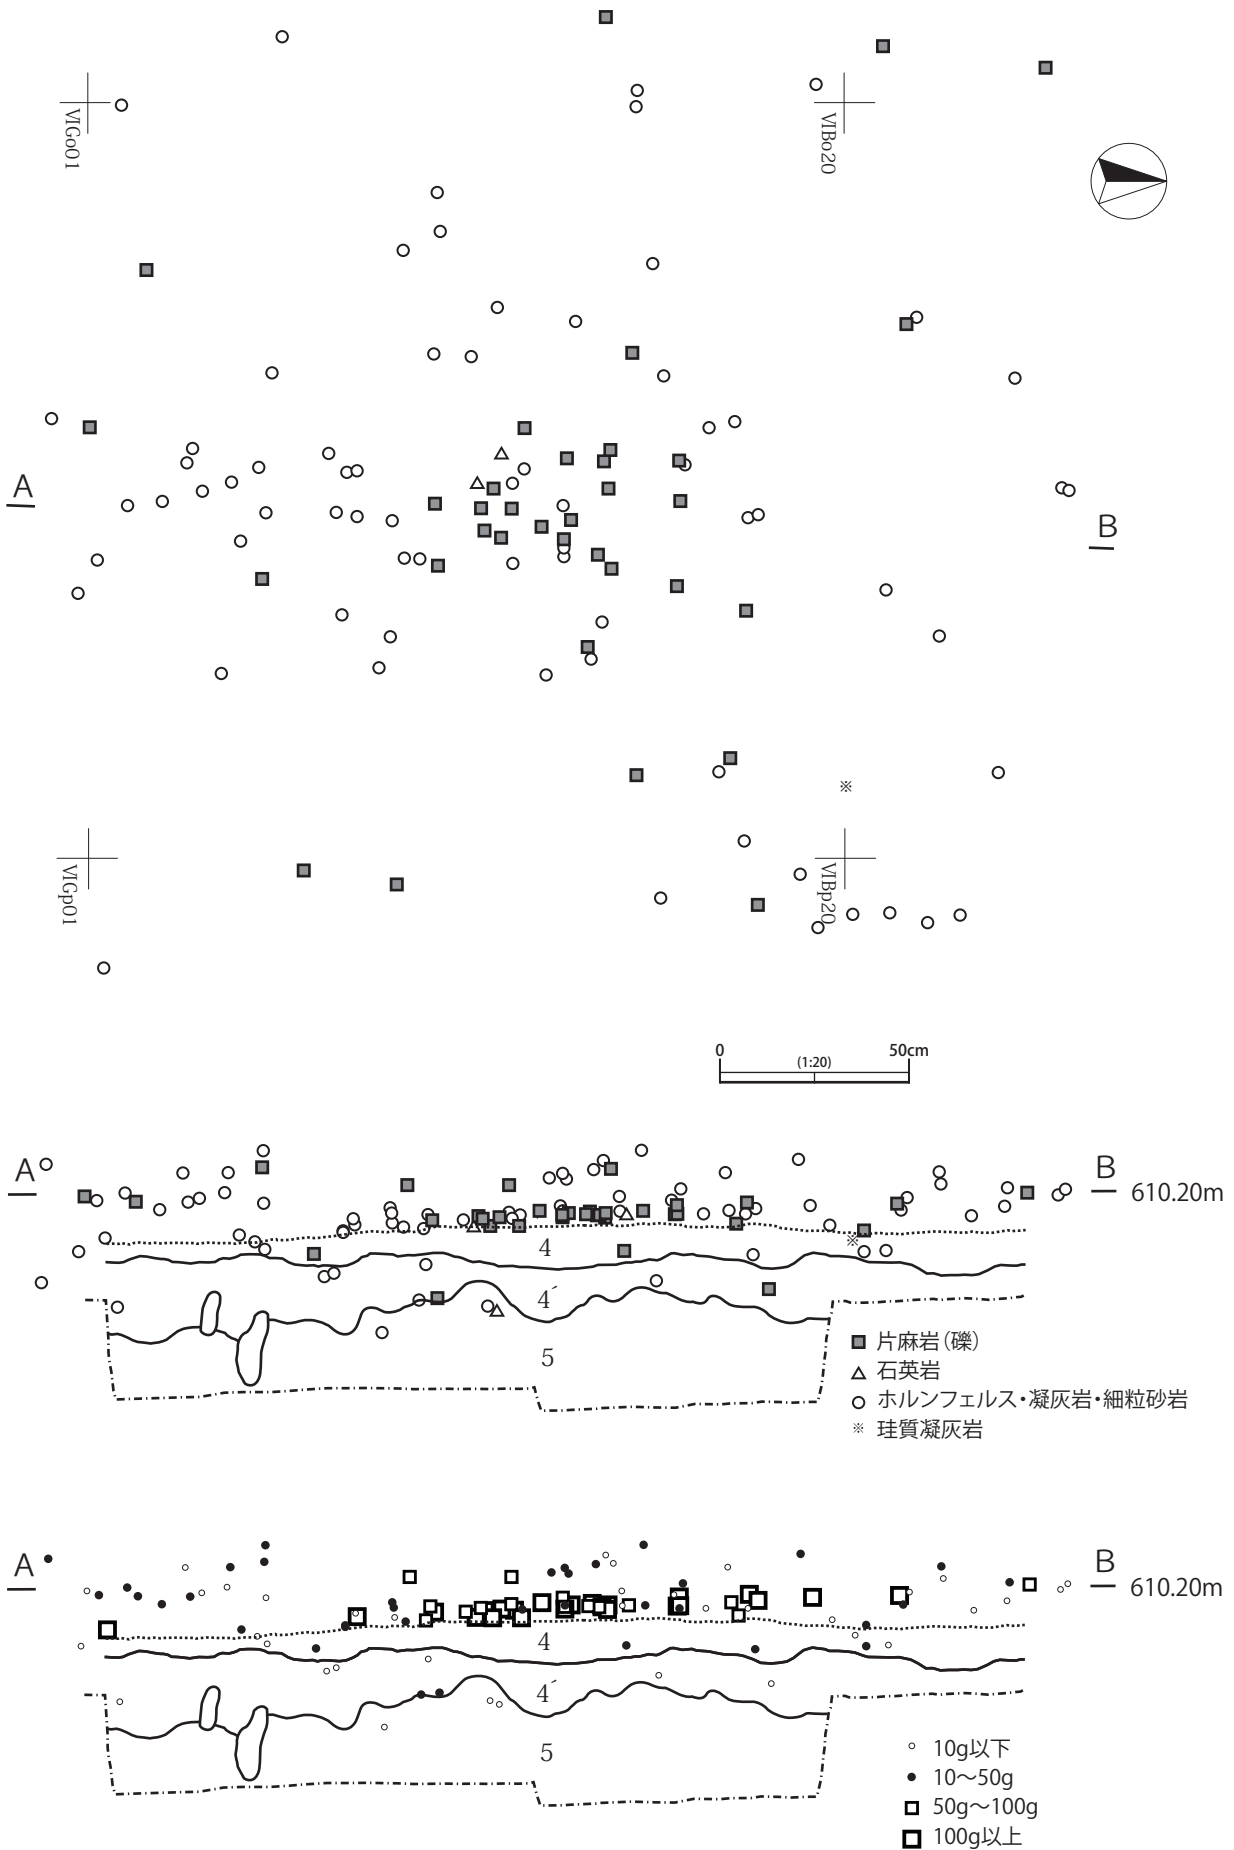 VIGo01
VIBo20
A
B
VIGp01
VIBp20
0 50cm
(1:20)
A
B
610.20m
4
4´
5
片麻岩（礫）
石英岩
ホルンフェルス・凝灰岩・細粒砂岩
※ 珪質凝灰岩
A
B
610.20m
4
4´
5
10g以下
10〜50g
50g〜100g
100g以上